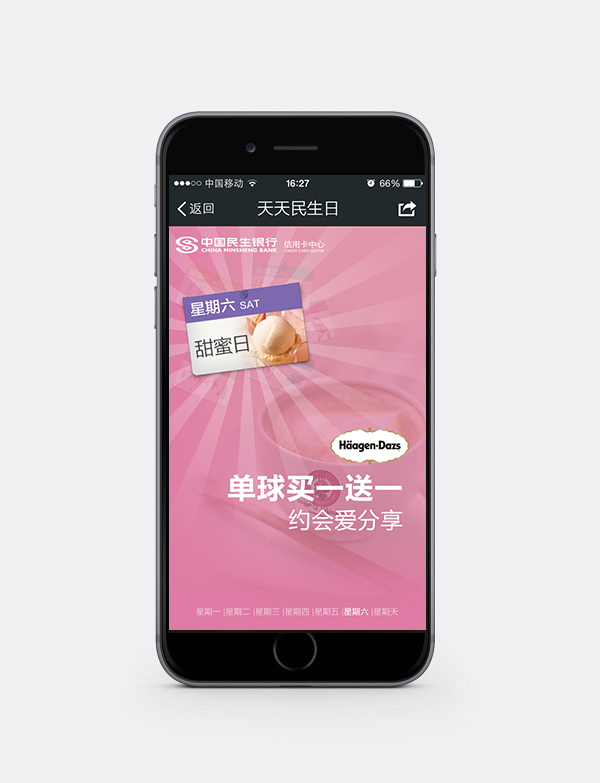 中国移动
16:27
66%
返回
天天民生日
中国民生银行
CHINA MINSHENG BANK
信用卡中心
CREDIT CARD CENTER
星期六 SAT
甜蜜日
Häagen-Dazs
单球买一送一
约会爱分享
星期一 |星期二 |星期三 |星期四 |星期五 |星期六 |星期天